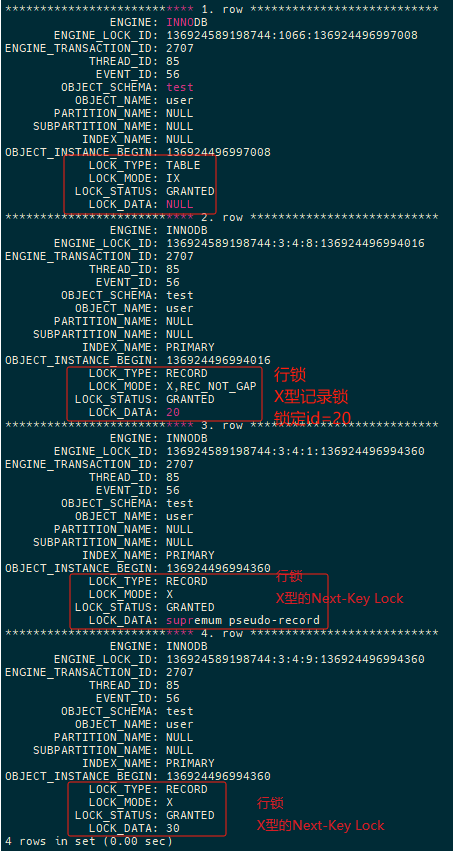 *************************** 1. row ***************************
ENGINE: INNODB
ENGINE_LOCK_ID: 136924589198744:1066:136924496997008
ENGINE_TRANSACTION_ID: 2707
THREAD_ID: 85
EVENT_ID: 56
OBJECT_SCHEMA: test
OBJECT_NAME: user
PARTITION_NAME: NULL
SUBPARTITION_NAME: NULL
INDEX_NAME: NULL
OBJECT_INSTANCE_BEGIN: 136924496997008
LOCK_TYPE: TABLE
LOCK_MODE: IX
LOCK_STATUS: GRANTED
LOCK_DATA: NULL
*************************** 2. row ***************************
ENGINE: INNODB
ENGINE_LOCK_ID: 136924589198744:3:4:8:136924496994016
ENGINE_TRANSACTION_ID: 2707
THREAD_ID: 85
EVENT_ID: 56
OBJECT_SCHEMA: test
OBJECT_NAME: user
PARTITION_NAME: NULL
SUBPARTITION_NAME: NULL
INDEX_NAME: PRIMARY
OBJECT_INSTANCE_BEGIN: 136924496994016
LOCK_TYPE: RECORD 行锁
LOCK_MODE: X,REC_NOT_GAP X型记录锁
LOCK_STATUS: GRANTED
LOCK_DATA: 20 锁定id=20
*************************** 3. row ***************************
ENGINE: INNODB
ENGINE_LOCK_ID: 136924589198744:3:4:1:136924496994360
ENGINE_TRANSACTION_ID: 2707
THREAD_ID: 85
EVENT_ID: 56
OBJECT_SCHEMA: test
OBJECT_NAME: user
PARTITION_NAME: NULL
SUBPARTITION_NAME: NULL
INDEX_NAME: PRIMARY
OBJECT_INSTANCE_BEGIN: 136924496994360
LOCK_TYPE: RECORD 行锁
LOCK_MODE: X X型的Next-Key Lock
LOCK_STATUS: GRANTED
LOCK_DATA: supremum pseudo-record
*************************** 4. row ***************************
ENGINE: INNODB
ENGINE_LOCK_ID: 136924589198744:3:4:9:136924496994360
ENGINE_TRANSACTION_ID: 2707
THREAD_ID: 85
EVENT_ID: 56
OBJECT_SCHEMA: test
OBJECT_NAME: user
PARTITION_NAME: NULL
SUBPARTITION_NAME: NULL
INDEX_NAME: PRIMARY
OBJECT_INSTANCE_BEGIN: 136924496994360
LOCK_TYPE: RECORD
LOCK_MODE: X 行锁
LOCK_STATUS: GRANTED
LOCK_DATA: 30 X型的Next-Key Lock
4 rows in set (0.00 sec)